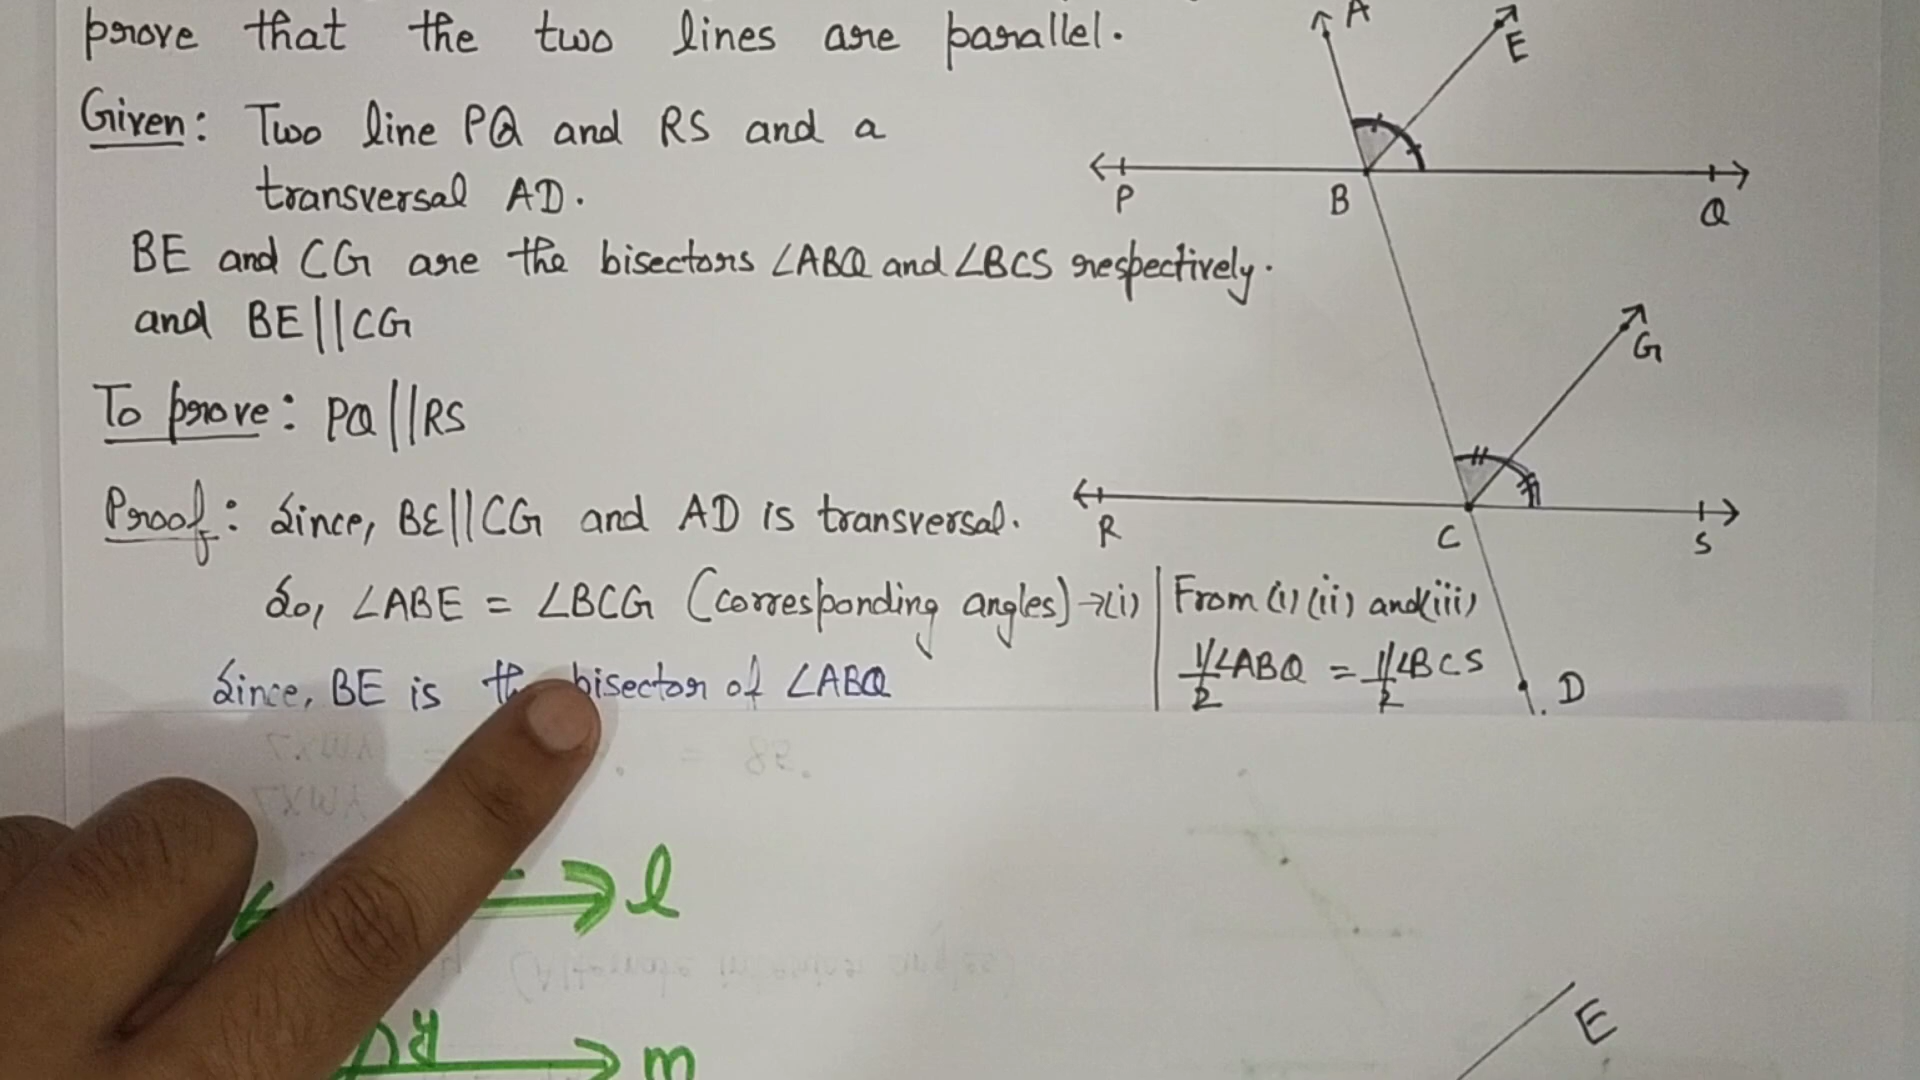 prove that the two lines are parallel.
Given: Two line PQ and RS and a
transversal AD.
BE and CG are the bisectors ∠ABQ and ∠BCS respectively.
and BE||CG
To prove: PQ||RS
Proof: Since, BE||CG and AD is transversal.
So, ∠ABE = ∠BCG (corresponding angles)→(i)
Since, BE is the bisector of ∠ABQ
From (i) (ii) and (iii)
1/2 ∠ABQ = 1/2 ∠BCS
A
E
P
B
Q
G
R
C
S
D
l
m
E